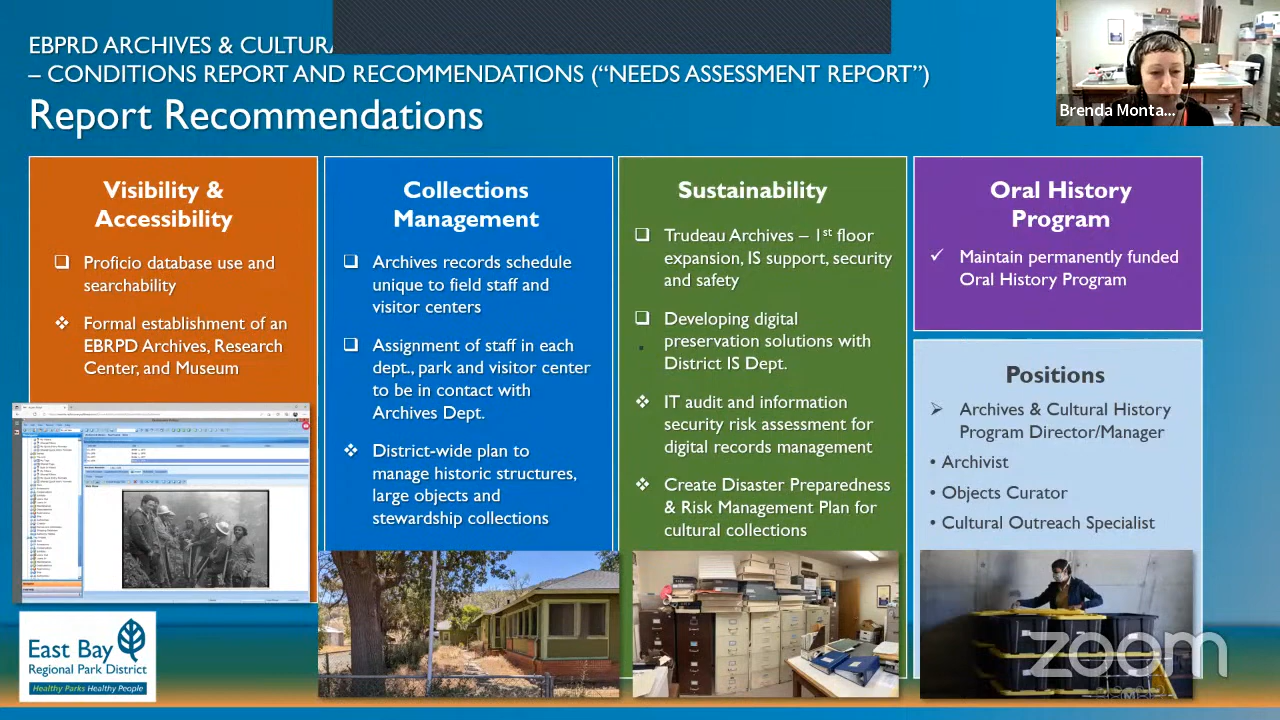 EBPRD ARCHIVES & CULTURA
– CONDITIONS REPORT AND RECOMMENDATIONS (“NEEDS ASSESSMENT REPORT”)
Report Recommendations
Brenda Monta...
Visibility &
Accessibility
❑ Proficio database use and
searchability
❖ Formal establishment of an
EBRPD Archives, Research
Center, and Museum
Collections
Management
❑ Archives records schedule
unique to field staff and
visitor centers
❑ Assignment of staff in each
dept., park and visitor center
to be in contact with
Archives Dept.
❖ District-wide plan to
manage historic structures,
large objects and
stewardship collections
Sustainability
❑ Trudeau Archives – 1st floor
expansion, IS support, security
and safety
❑ Developing digital
preservation solutions with
District IS Dept.
❖ IT audit and information
security risk assessment for
digital records management
❖ Create Disaster Preparedness
& Risk Management Plan for
cultural collections
Oral History
Program
✓ Maintain permanently funded
Oral History Program
Positions
➢ Archives & Cultural History
Program Director/Manager
• Archivist
• Objects Curator
• Cultural Outreach Specialist
East Bay
Regional Park District
Healthy Parks Healthy People
zoom